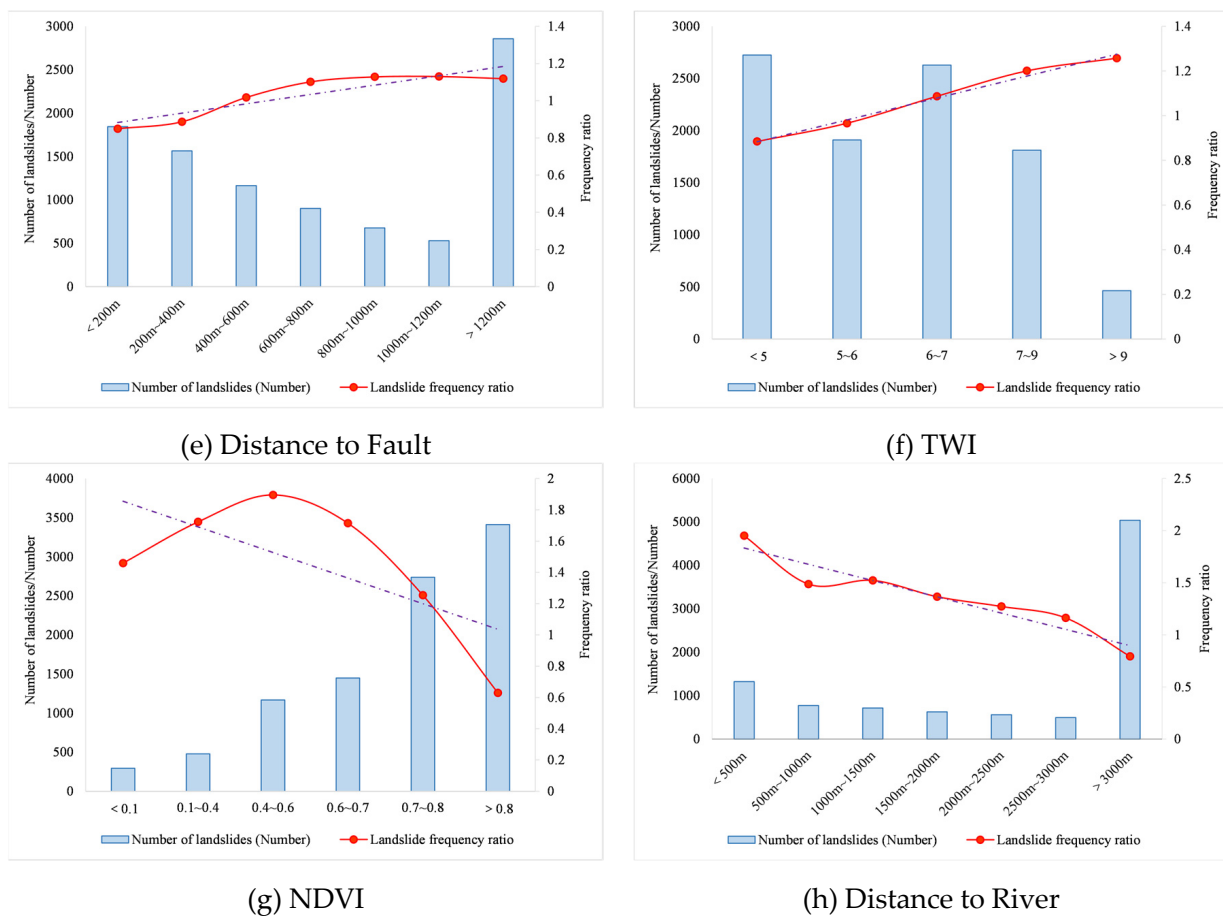 3000
2500
2000
1500
1000
500
0
Number of landslides/Number
1.4
1.2
1
0.8
0.6
0.4
0.2
0
Frequency ratio
< 200m
200m~400m
400m~600m
600m~800m
800m~1000m
1000m~1200m
> 1200m
Number of landslides (Number)
Landslide frequency ratio
(e) Distance to Fault
3000
2500
2000
1500
1000
500
0
Number of landslides/Number
1.4
1.2
1
0.8
0.6
0.4
0.2
0
Frequency ratio
< 5
5~6
6~7
7~9
> 9
Number of landslides (Number)
Landslide frequency ratio
(f) TWI
4000
3500
3000
2500
2000
1500
1000
500
0
Number of landslides/Number
2
1.8
1.6
1.4
1.2
1
0.8
0.6
0.4
0.2
0
Frequency ratio
< 0.1
0.1~0.4
0.4~0.6
0.6~0.7
0.7~0.8
> 0.8
Number of landslides (Number)
Landslide frequency ratio
(g) NDVI
6000
5000
4000
3000
2000
1000
0
Number of landslides/Number
2.5
2
1.5
1
0.5
0
Frequency ratio
< 500m
500m~1000m
1000m~1500m
1500m~2000m
2000m~2500m
2500m~3000m
> 3000m
Number of landslides (Number)
Landslide frequency ratio
(h) Distance to River